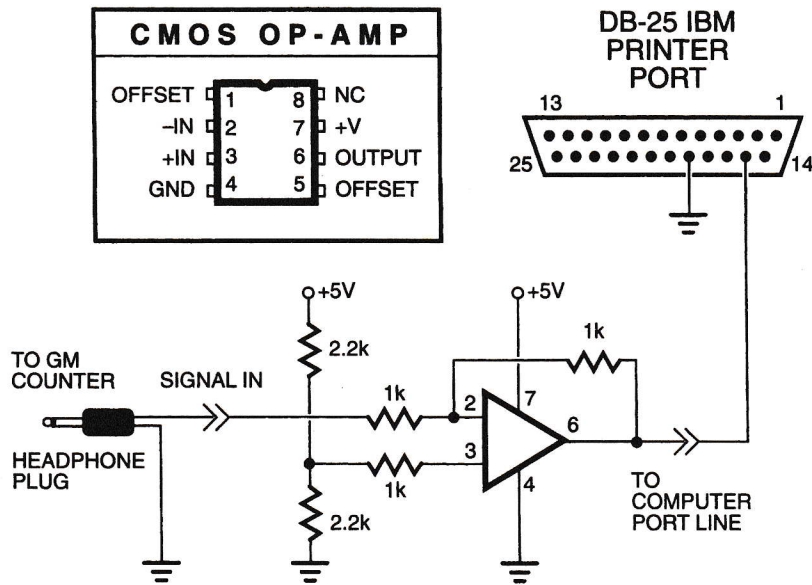 CMOS OP-AMP
OFFSET 1 8 NC
–IN 2 7 +V
+IN 3 6 OUTPUT
GND 4 5 OFFSET
DB-25 IBM
PRINTER
PORT
13 1
25 14
+5V
2.2k
+5V
1k
TO GM
COUNTER
SIGNAL IN
1k
2
7
6
HEADPHONE
PLUG
3
1k
4
2.2k
TO
COMPUTER
PORT LINE